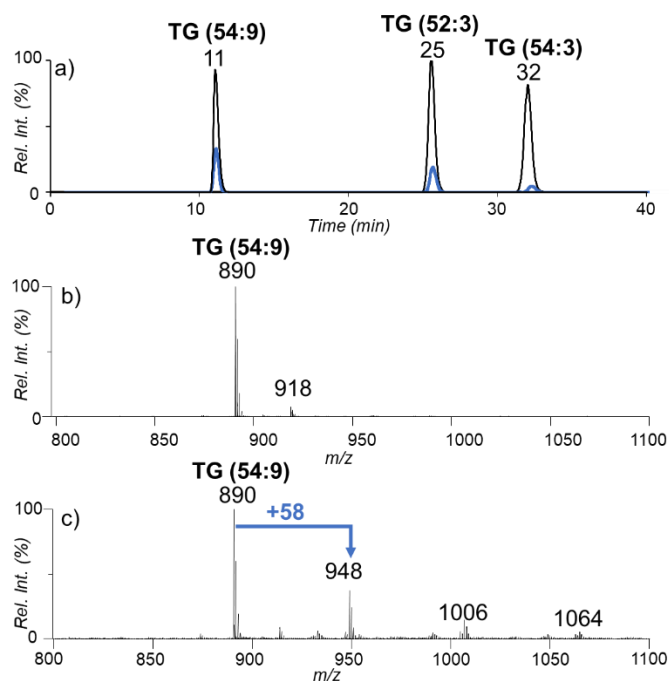 TG (54:9) TG (52:3) TG (54:3)
11 25 32
a)
100
0
Rel. Int. (%)
0 10 20 30 40
Time (min)
TG (54:9)
b)
100
890
918
0
Rel. Int. (%)
800 850 900 950 1000 1050 1100
m/z
TG (54:9)
c)
100
890
+58
948
1006
1064
0
Rel. Int. (%)
800 850 900 950 1000 1050 1100
m/z